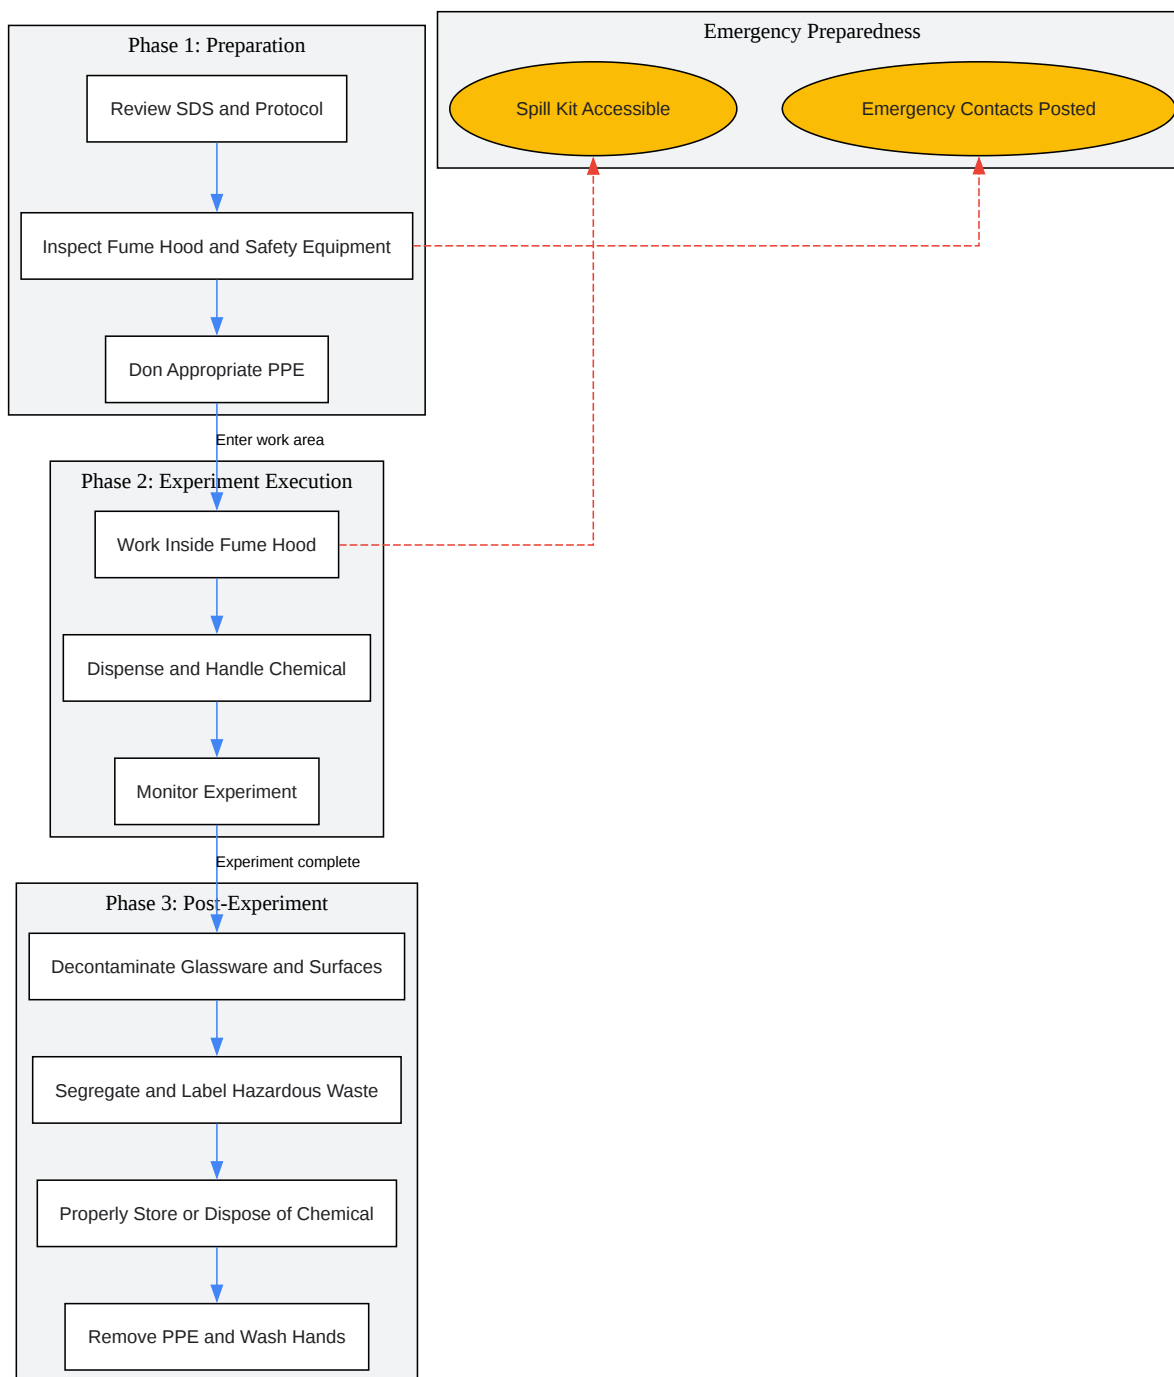 Phase 1: Preparation
Review SDS and Protocol
Inspect Fume Hood and Safety Equipment
Don Appropriate PPE
Emergency Preparedness
Spill Kit Accessible
Emergency Contacts Posted
Enter work area
Phase 2: Experiment Execution
Work Inside Fume Hood
Dispense and Handle Chemical
Monitor Experiment
Experiment complete
Phase 3: Post-Experiment
Decontaminate Glassware and Surfaces
Segregate and Label Hazardous Waste
Properly Store or Dispose of Chemical
Remove PPE and Wash Hands